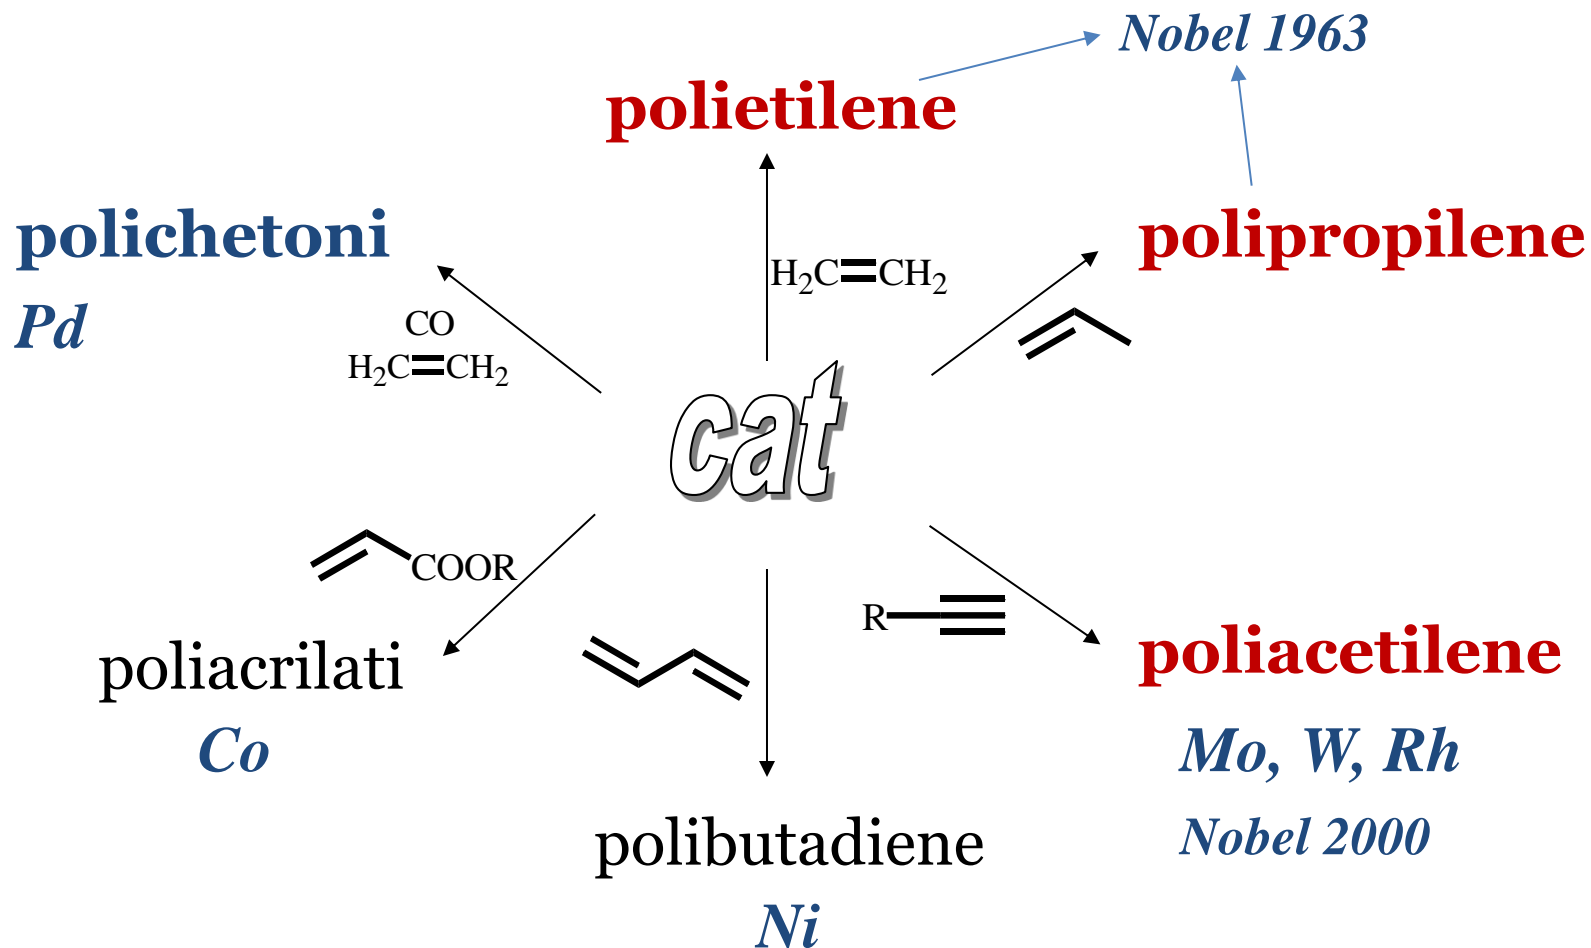 Nobel 1963
polietilene
polichetoni
polipropilene
Pd
H₂C=CH₂
CO
H₂C=CH₂
cat
COOR
R
poliacrilati
poliacetilene
Co
Mo, W, Rh
polibutadiene
Nobel 2000
Ni